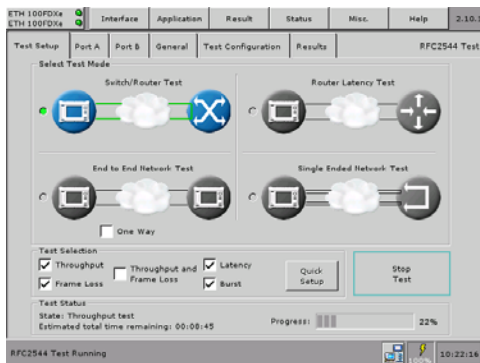 ETH 100FDXa
ETH 100FDXa
Interface Application Result Status Misc. Help 2.10.1
Test Setup Port A Port B General Test Configuration Results RFC2544 Test
Select Test Mode
Switch/Router Test Router Latency Test
End to End Network Test Single Ended Network Test
One Way
Test Selection
Throughput Throughput and Frame Loss Latency
Frame Loss Burst
Quick Setup
Stop Test
Test Status
State: Throughput test
Estimated total time remaining: 00:08:45
Progress: 22%
RFC2544 Test Running 100% 10:22:16